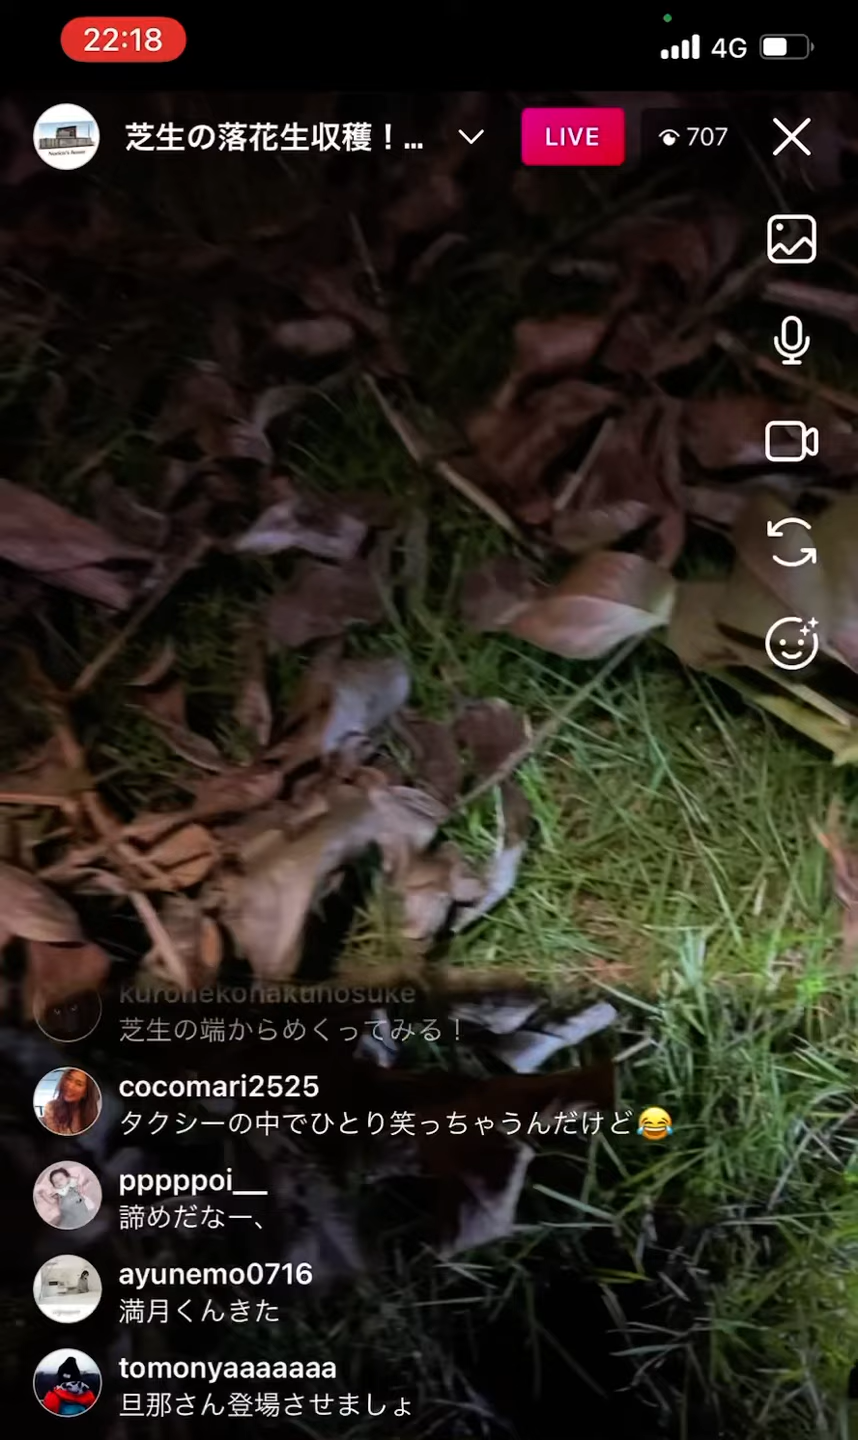 22:18
4G
芝生の落花生収穫！...
LIVE
707
kuronekohakunosuke
芝生の端からめくってみる！
cocomari2525
タクシーの中でひとり笑っちゃうんだけど😂
pppppoi__
諦めだなー、
ayunemo0716
満月くんきた
tomonyaaaaaaa
旦那さん登場させましょ